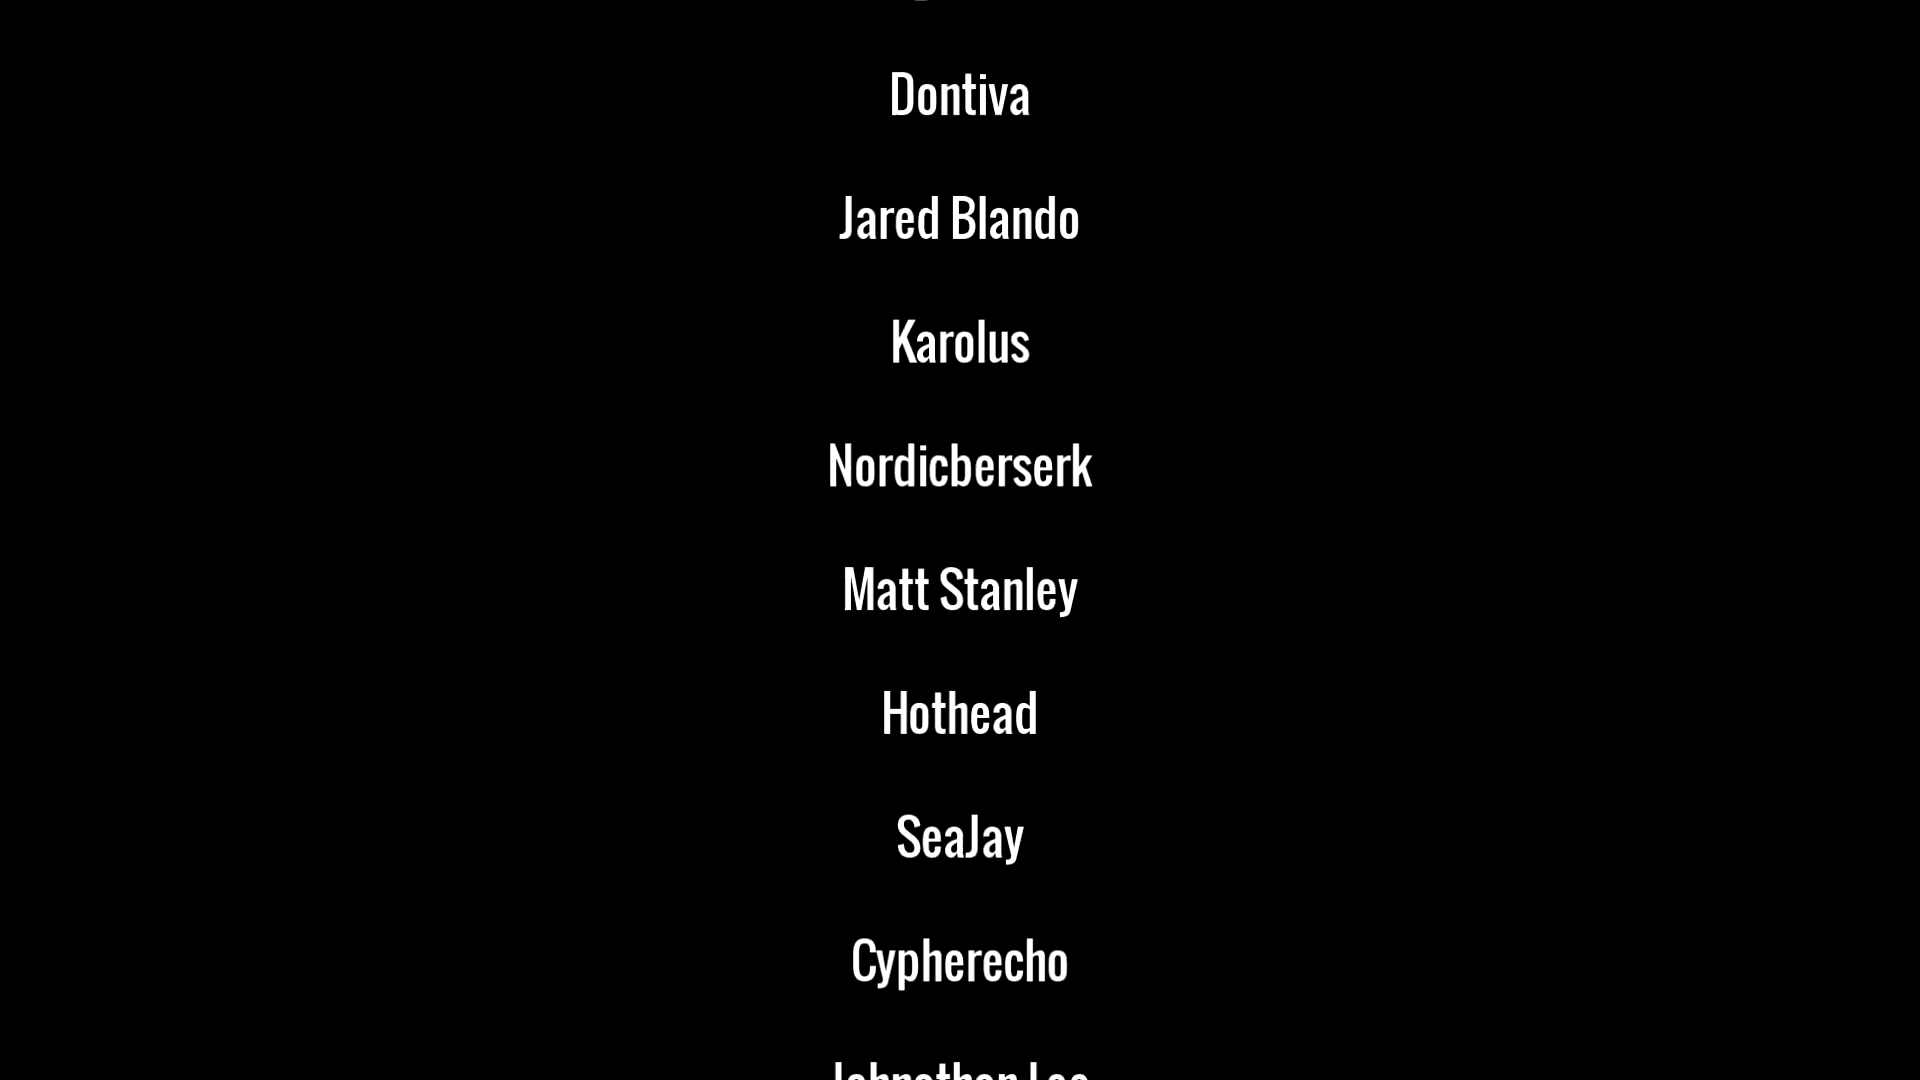 Dontiva
Jared Blando
Karolus
Nordicberserk
Matt Stanley
Hothead
SeaJay
Cypherecho